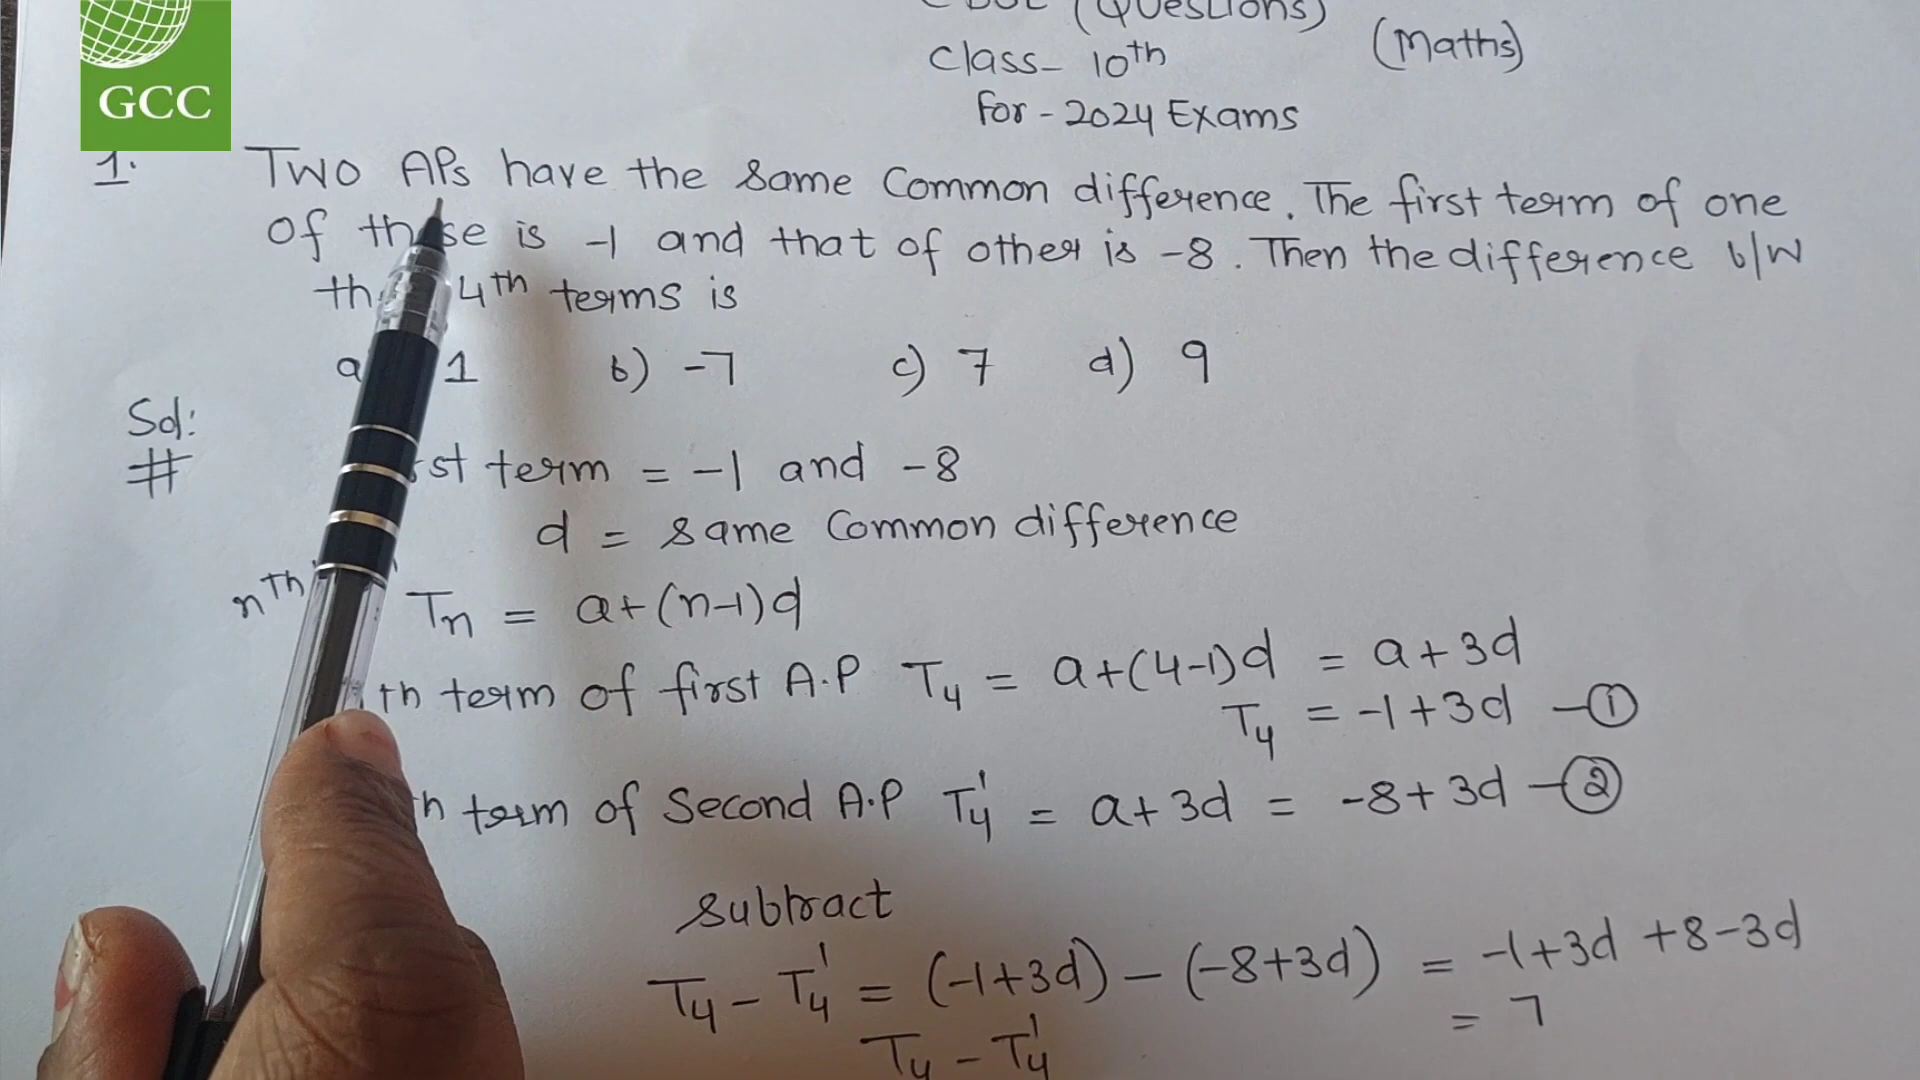 GCC
(Questions)
Class- 10th (Maths)
For - 2024 Exams
1. Two APs have the same Common difference. The first term of one
of these is -1 and that of other is -8. Then the difference b/w
4th terms is
a 1 b) -7 c) 7 d) 9
Sol:
# term = -1 and -8
d = same Common difference
nth Tn = a+(n-1)d
th term of first A.P T4 = a+(4-1)d = a+3d
T4 = -1+3d -①
term of Second A.P T4' = a+3d = -8+3d -②
subtract
T4 - T4' = (-1+3d) - (-8+3d) = -1+3d +8-3d
= 7
T4 - T4'